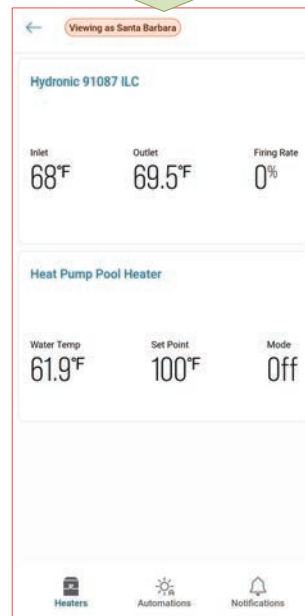 Viewing as Santa Barbara
Hydronic 91087 ILC
Inlet Outlet Firing Rate
68°F 69.5°F 0%
Heat Pump Pool Heater
Water Temp Set Point Mode
61.9°F 100°F Off
Heaters Automations Notifications